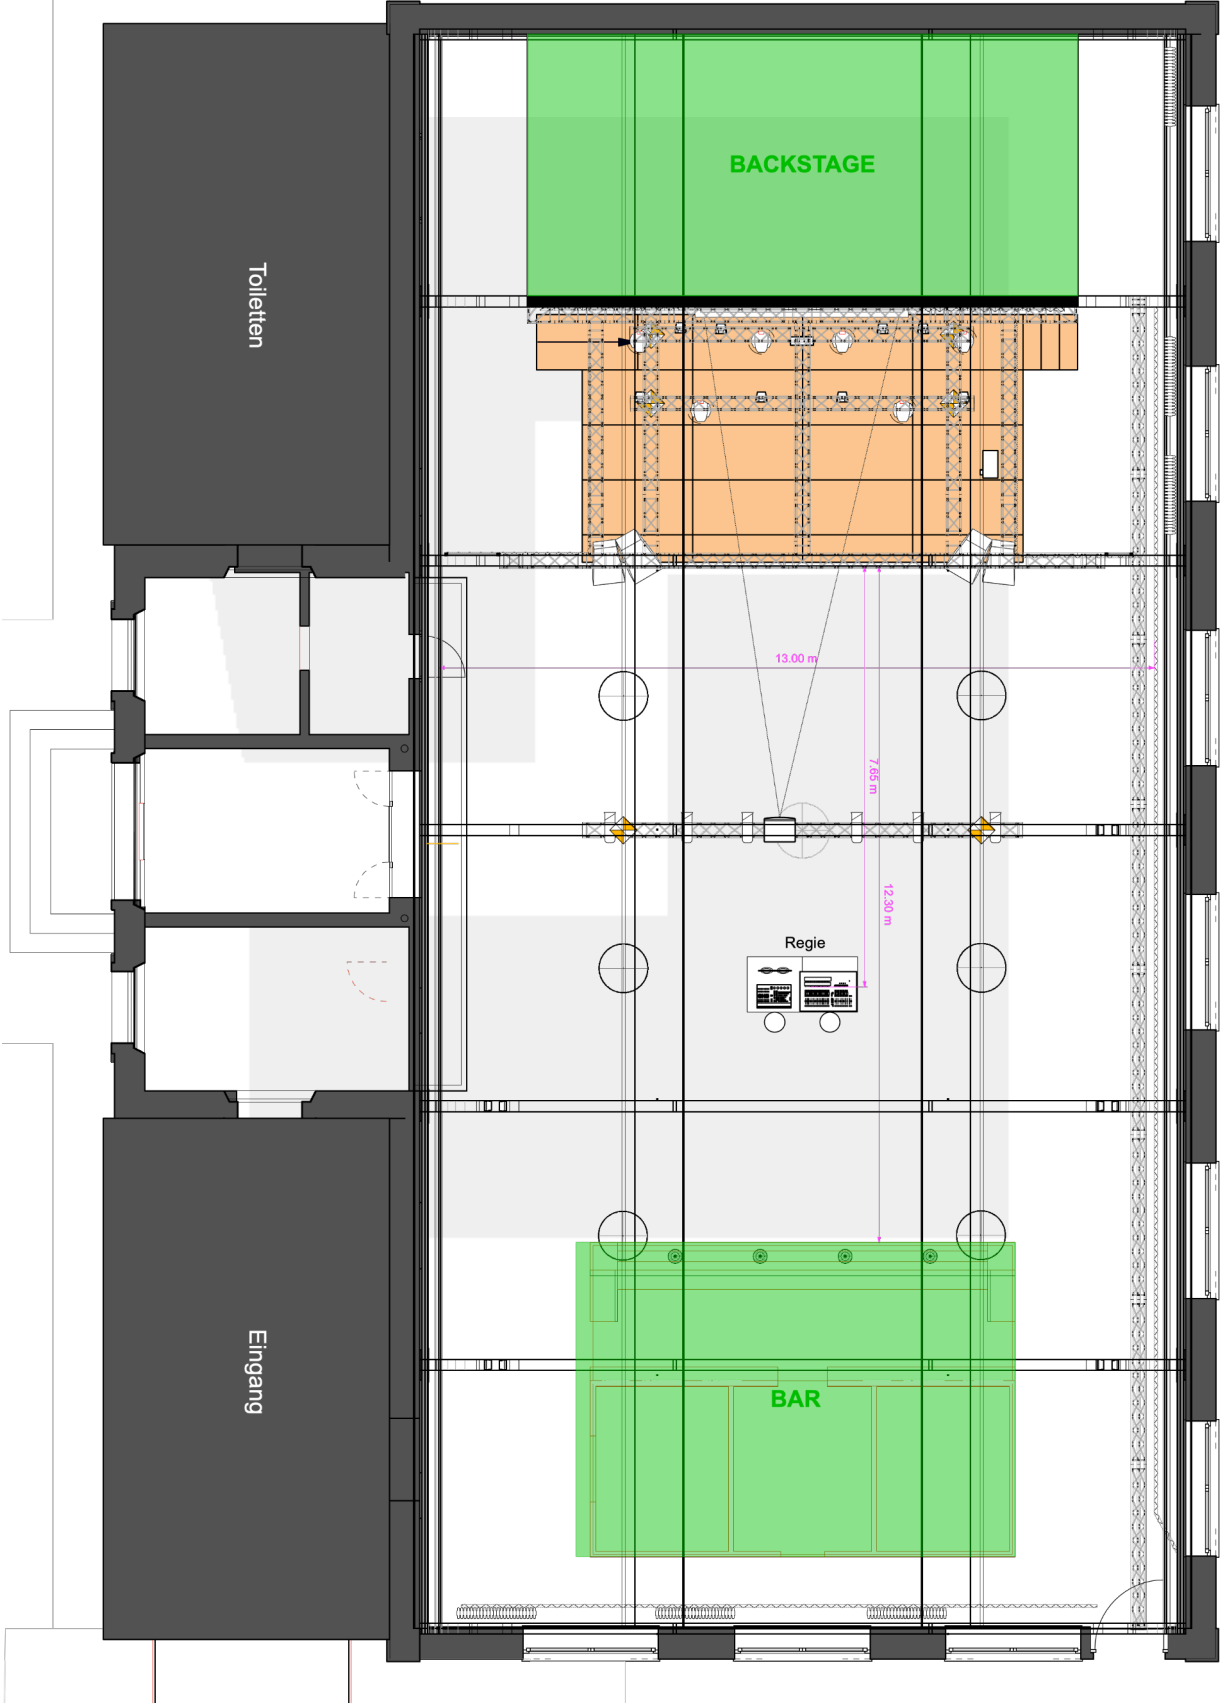 BACKSTAGE
Toiletten
13.00 m
7.65 m
12.30 m
Regie
Eingang
BAR